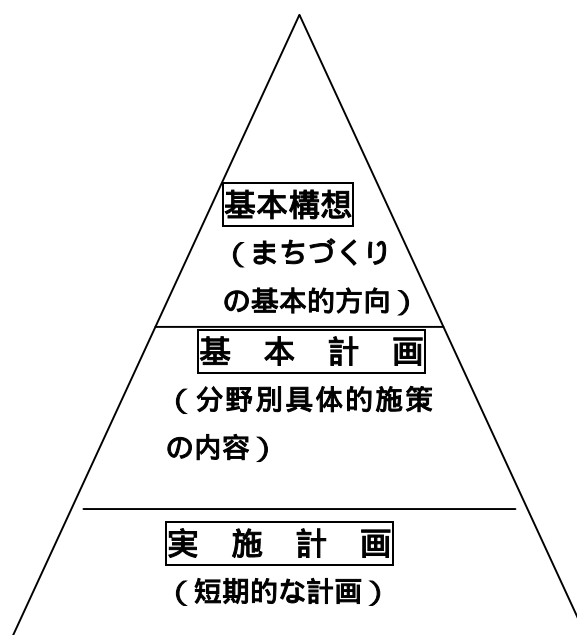 基本構想
（まちづくり
の基本的方向）
基　本　計　画
（分野別具体的施策
の内容）
実　施　計　画
（短期的な計画）